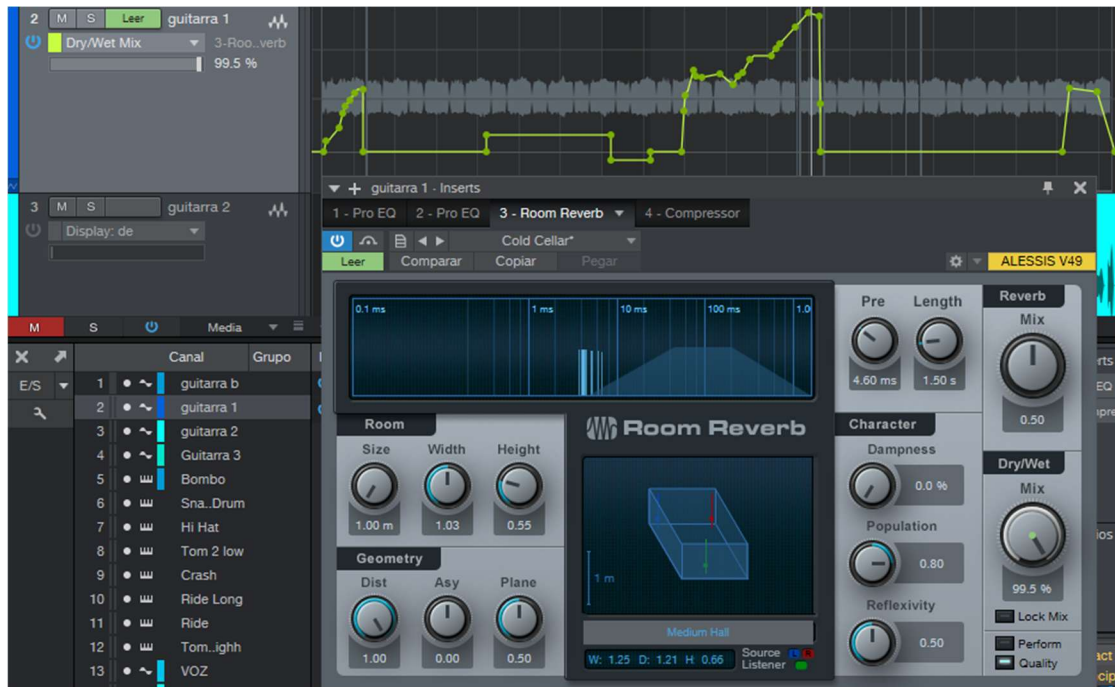 2 M S Leer guitarra 1
Dry/Wet Mix 3-Roo..verb
99.5 %
3 M S guitarra 2
Display: de
guitarra 1 - Inserts
1 - Pro EQ 2 - Pro EQ 3 - Room Reverb 4 - Compressor
Cold Cellar*
Leer Comparar Copiar Pegar ALESSIS V49
M S Media
Canal Grupo
E/S
1 guitarra b
2 guitarra 1
3 guitarra 2
4 Guitarra 3
5 Bombo
6 Sna..Drum
7 Hi Hat
8 Tom 2 low
9 Crash
10 Ride Long
11 Ride
12 Tom..ighh
13 VOZ
0.1 ms 1 ms 10 ms 100 ms 1.0
Pre Length
4.60 ms 1.50 s
Reverb
Mix
0.50
Room
Size Width Height
1.00 m 1.03 0.55
Geometry
Dist Asy Plane
1.00 0.00 0.50
Room Reverb
1 m
Medium Hall
W: 1.25 D: 1.21 H: 0.66 Source L R
Listener
Character
Dampness
0.0 %
Population
0.80
Reflexivity
0.50
Dry/Wet
Mix
99.5 %
Lock Mix
Perform
Quality